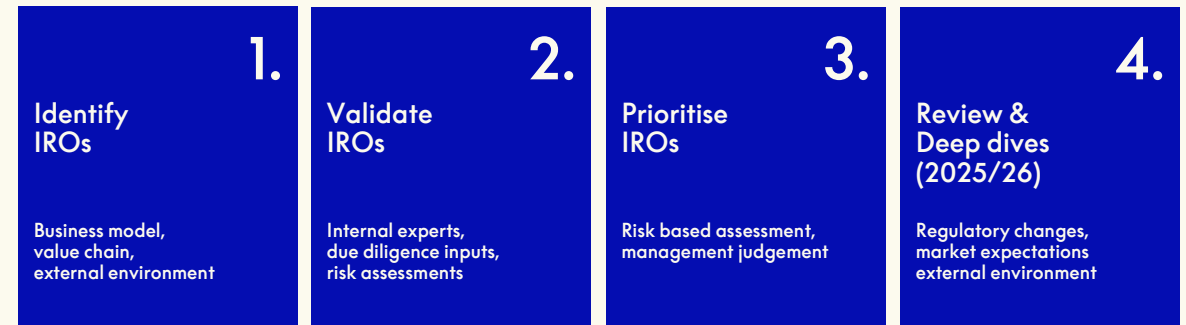 1.
Identify
IROs
Business model,
value chain,
external environment
2.
Validate
IROs
Internal experts,
due diligence inputs,
risk assessments
3.
Prioritise
IROs
Risk based assessment,
management judgement
4.
Review &
Deep dives
(2025/26)
Regulatory changes,
market expectations
external environment